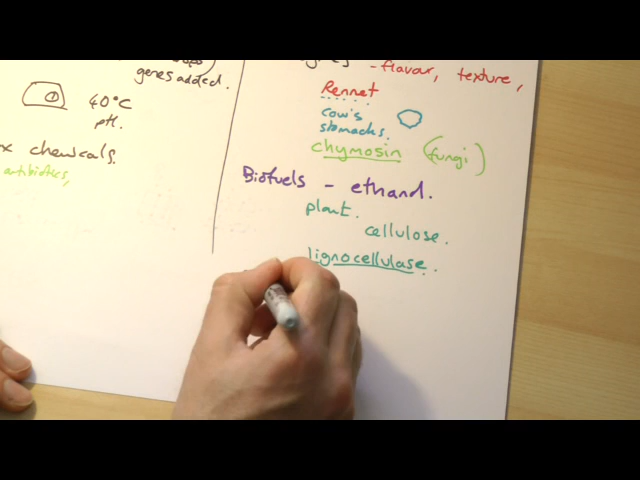 genes added.
40°C
pH.
chemicals.
antibiotics,
- flavour, texture,
Rennet
cow's
stomachs.
chymosin (fungi)
Biofuels - ethanol.
plant.
cellulose.
lignocellulase.